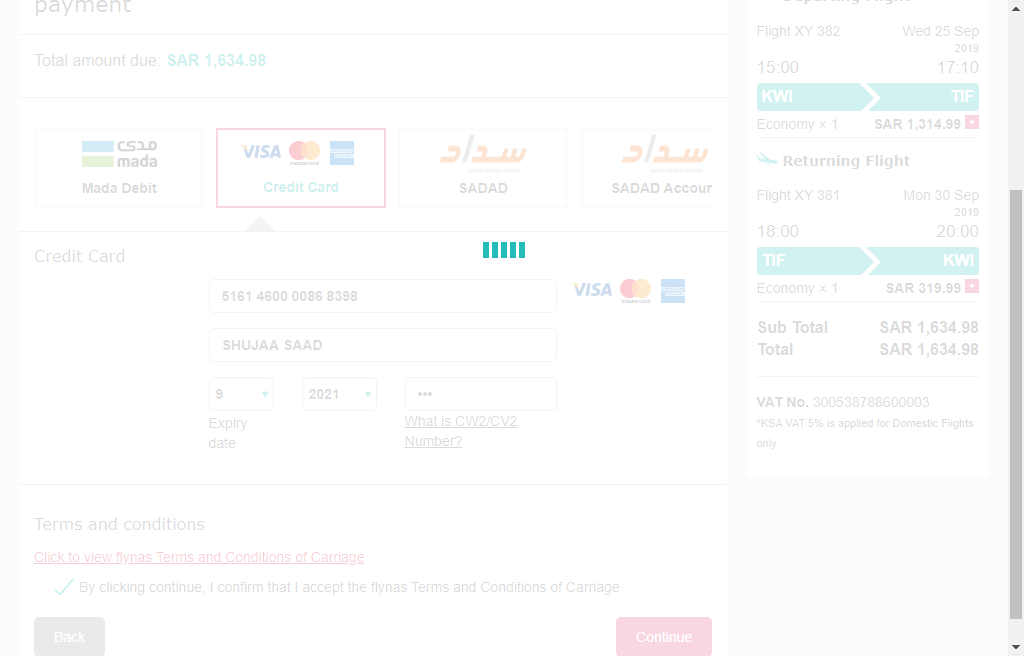 payment
Total amount due: SAR 1,634.98
مدى
mada
Mada Debit
VISA
mastercard
Credit Card
سداد
SADAD
سداد
SADAD Accour
Credit Card
5161 4600 0086 8398
VISA
mastercard
SHUJAA SAAD
9
2021
•••
Expiry
date
What is CW2/CV2
Number?
Terms and conditions
Click to view flynas Terms and Conditions of Carriage
By clicking continue, I confirm that I accept the flynas Terms and Conditions of Carriage
Back
Continue
Departing Flight
Flight XY 382 Wed 25 Sep
2019
15:00 17:10
KWI TIF
Economy × 1 SAR 1,314.99 +
Returning Flight
Flight XY 381 Mon 30 Sep
2019
18:00 20:00
TIF KWI
Economy × 1 SAR 319.99 +
Sub Total SAR 1,634.98
Total SAR 1,634.98
VAT No. 300538788600003
*KSA VAT 5% is applied for Domestic Flights
only